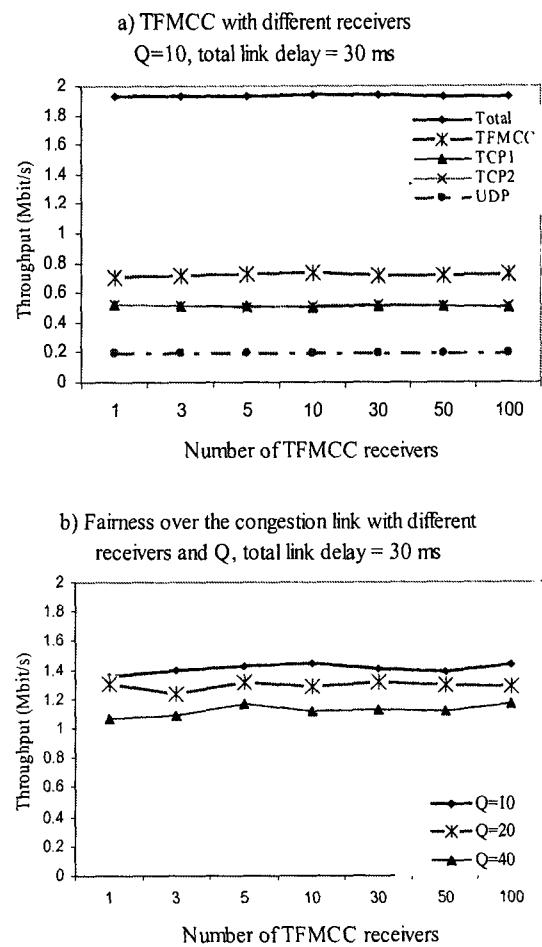 a) TFMCC with different receivers
Q=10, total link delay = 30 ms
Throughput (Mbit/s)
2
1.8
1.6
1.4
1.2
1
0.8
0.6
0.4
0.2
0
Total
TFMCC
TCP1
TCP2
UDP
1 3 5 10 30 50 100
Number of TFMCC receivers
b) Fairness over the congestion link with different
receivers and Q, total link delay = 30 ms
Throughput (Mbit/s)
2
1.8
1.6
1.4
1.2
1
0.8
0.6
0.4
0.2
0
Q=10
Q=20
Q=40
1 3 5 10 30 50 100
Number of TFMCC receivers